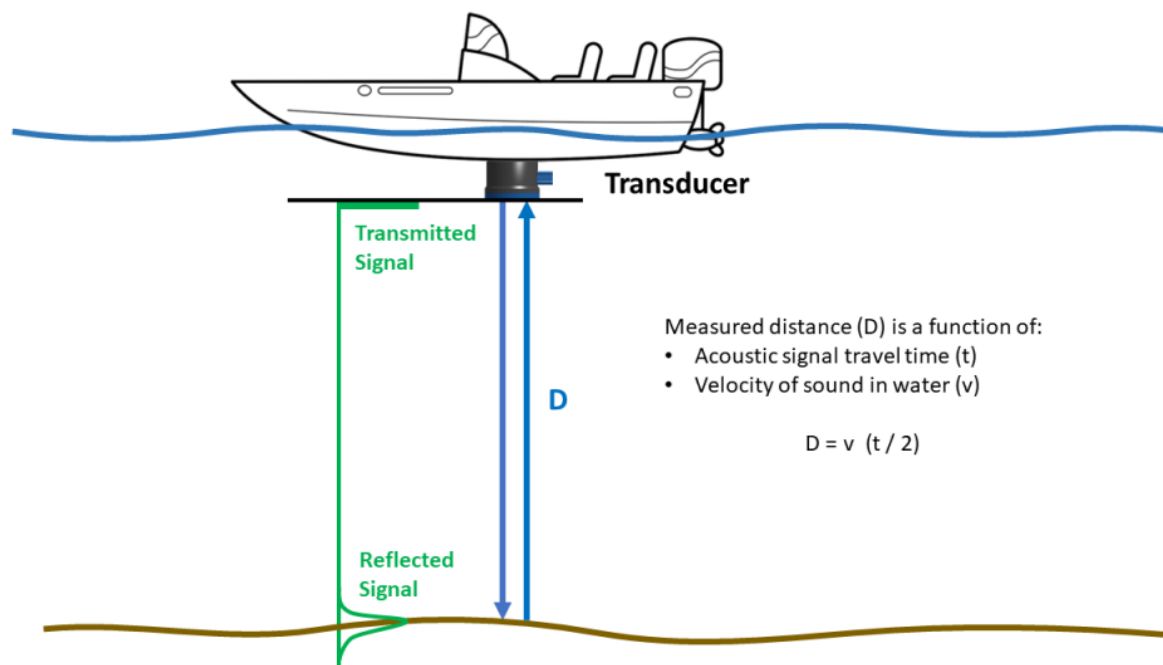 Transducer
Transmitted
Signal
Measured distance (D) is a function of:
• Acoustic signal travel time (t)
• Velocity of sound in water (v)
D
D = v (t / 2)
Reflected
Signal